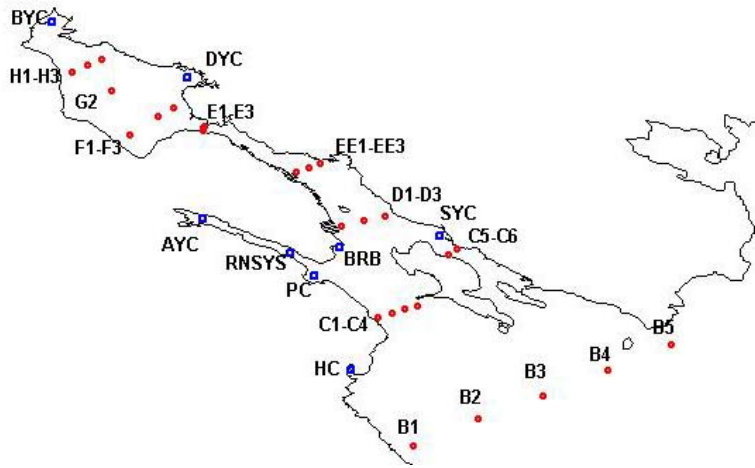 BYC
DYC
H1-H3
G2
E1-E3
F1-F3
EE1-EE3
D1-D3
SYC
AYC
C5-C6
RNSYS
BRB
PC
C1-C4
B5
B4
HC
B3
B2
B1